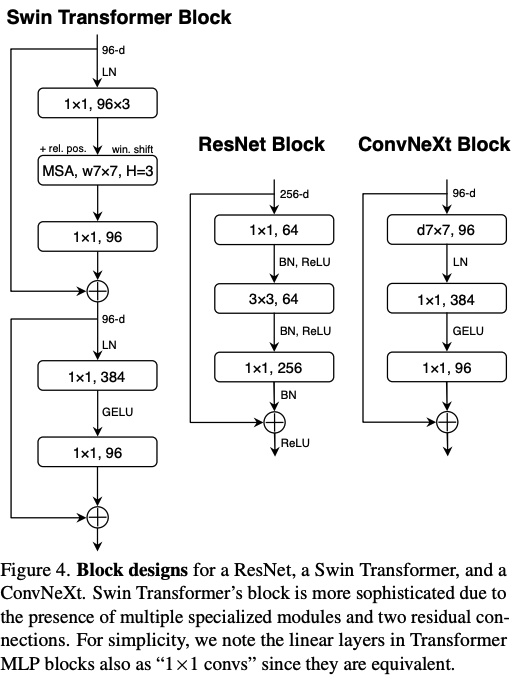 Swin Transformer Block
96-d
LN
1×1, 96×3
+ rel. pos. win. shift
MSA, w7×7, H=3
1×1, 96
96-d
LN
1×1, 384
GELU
1×1, 96
ResNet Block
256-d
1×1, 64
BN, ReLU
3×3, 64
BN, ReLU
1×1, 256
BN
ReLU
ConvNeXt Block
96-d
d7×7, 96
LN
1×1, 384
GELU
1×1, 96
Figure 4. Block designs for a ResNet, a Swin Transformer, and a
ConvNeXt. Swin Transformer's block is more sophisticated due to
the presence of multiple specialized modules and two residual con-
nections. For simplicity, we note the linear layers in Transformer
MLP blocks also as “1×1 convs” since they are equivalent.